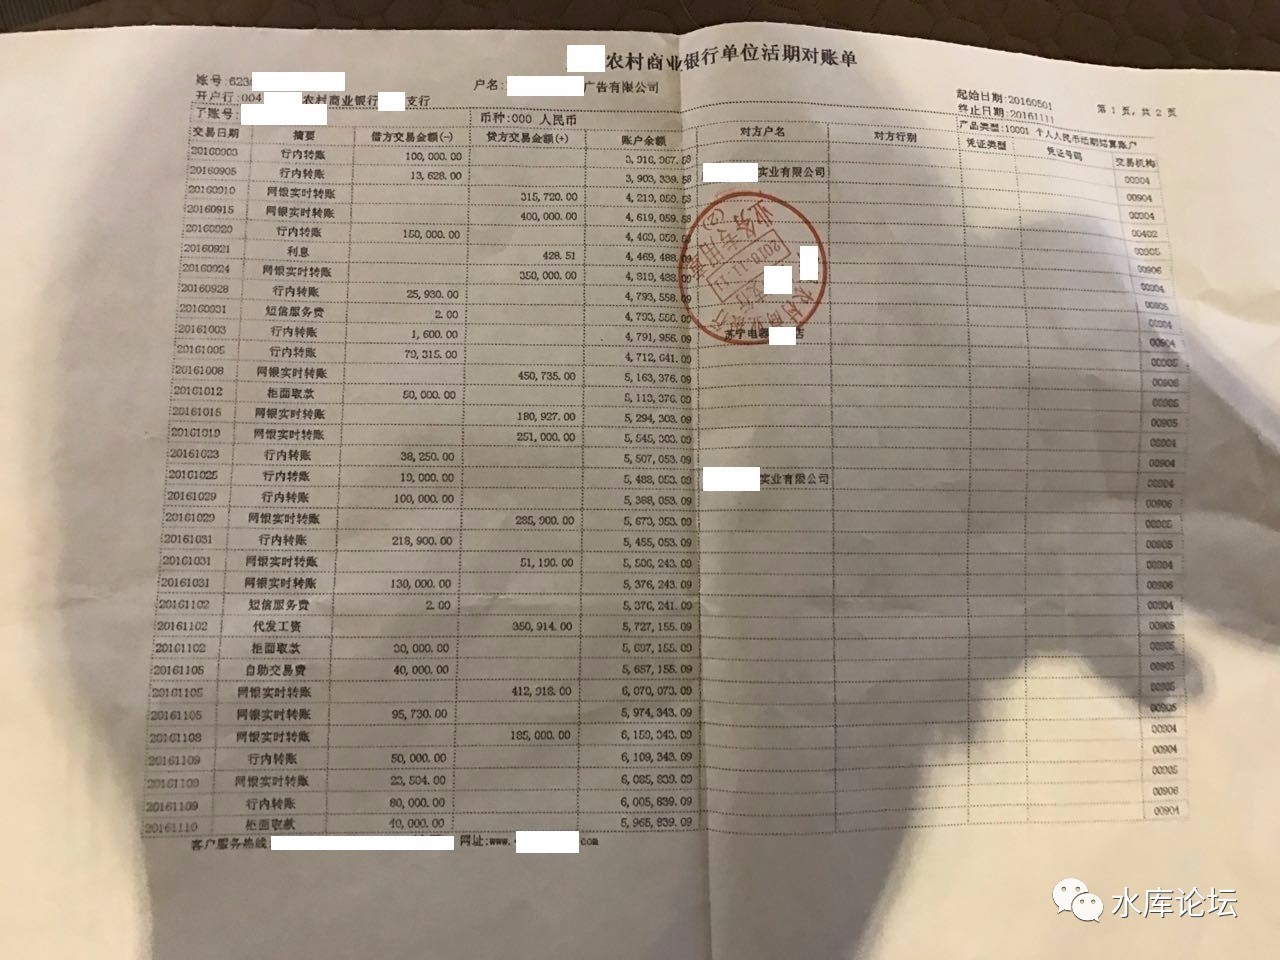 农村商业银行单位活期对账单
账号:623
户名: 广告有限公司
起始日期:20160501
第 1 页, 共 2 页
开户行:004 农村商业银行 支行
终止日期:20161111
了账号:
币种:000 人民币
产品类型:10001 个人人民币结期结算账户
交易日期 摘要 借方交易金额(-) 贷方交易金额(+) 账户余额 对方户名 对方行别 凭证类型 凭证号码 交易机构
20160903 行内转账 100,000.00 3,916,967.58
20160905 行内转账 13,628.00 3,903,339.58 实业有限公司 00904
20160910 网银实时转账 315,720.00 4,219,059.58 00904
20160915 网银实时转账 400,000.00 4,619,059.58 00904
20160920 行内转账 150,000.00 4,469,059.58 00402
20160921 利息 428.51 4,469,488.09 00905
20160924 网银实时转账 350,000.00 4,819,488.09 00906
20160928 行内转账 25,930.00 4,793,558.09 00904
20160931 短信服务费 2.00 4,793,556.09 00905
20161003 行内转账 1,600.00 4,791,956.09 苏宁电器 店 00904
20161005 行内转账 79,315.00 4,712,641.09 00904
20161008 网银实时转账 450,735.00 5,163,376.09 00905
20161012 柜面取款 50,000.00 5,113,376.09 00906
20161015 网银实时转账 180,927.00 5,294,303.09 00905
20161019 网银实时转账 251,000.00 5,545,303.09 00905
20161023 行内转账 38,250.00 5,507,053.09 00904
20161025 行内转账 19,000.00 5,488,053.09 实业有限公司 00904
20161029 行内转账 100,000.00 5,388,053.09 00904
20161029 网银实时转账 285,900.00 5,673,953.09 00906
20161031 行内转账 218,900.00 5,455,053.09 00905
20161031 网银实时转账 51,190.00 5,506,243.09 00905
20161031 网银实时转账 130,000.00 5,376,243.09 00904
20161102 短信服务费 2.00 5,376,241.09 00906
20161102 代发工资 350,914.00 5,727,155.09 00904
20161102 柜面取款 30,000.00 5,697,155.09 00905
20161105 自助交易费 40,000.00 5,657,155.09 00905
20161105 网银实时转账 412,918.00 6,070,073.09 00905
20161105 网银实时转账 95,730.00 5,974,343.09 00905
20161108 网银实时转账 185,000.00 6,159,343.09 00905
20161109 行内转账 50,000.00 6,109,343.09 00904
20161109 网银实时转账 23,504.00 6,085,839.09 00904
20161109 行内转账 80,000.00 6,005,839.09 00905
20161110 柜面取款 40,000.00 5,965,839.09 00906
00904
客户服务热线: 网址:www. com
农村商业银行
支行
2016.11.11
业务专用章
(2)
水库论坛